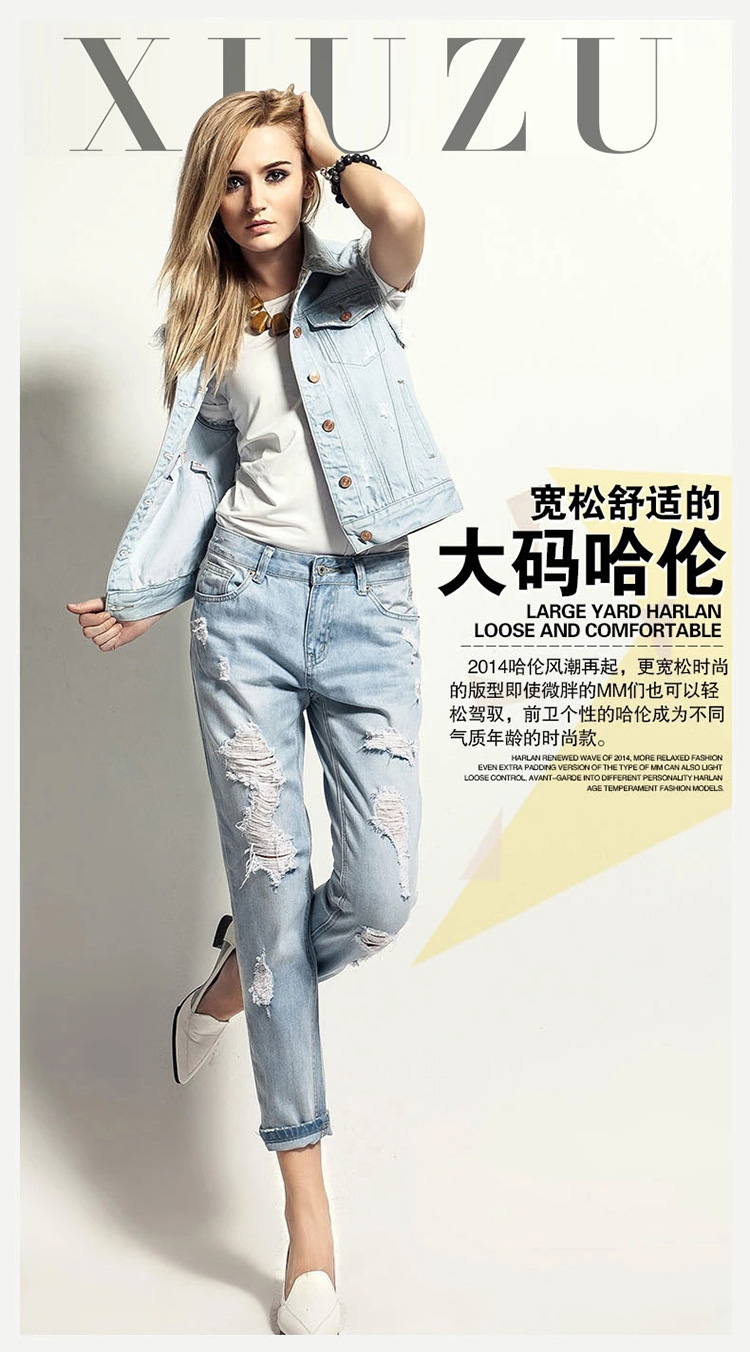 XIUZU
宽松舒适的
大码哈伦
LARGE YARD HARLAN
LOOSE AND COMFORTABLE
2014哈伦风潮再起，更宽松时尚
的版型即使微胖的MM们也可以轻
松驾驭，前卫个性的哈伦成为不同
气质年龄的时尚款。
HARLAN RENEWED WAVE OF 2014, MORE RELAXED FASHION
EVEN EXTRA PADDING VERSION OF THE TYPE OF MM CAN ALSO LIGHT
LOOSE CONTROL, AVANT-GARDE INTO DIFFERENT PERSONALITY HARLAN
AGE TEMPERAMENT FASHION MODELS.